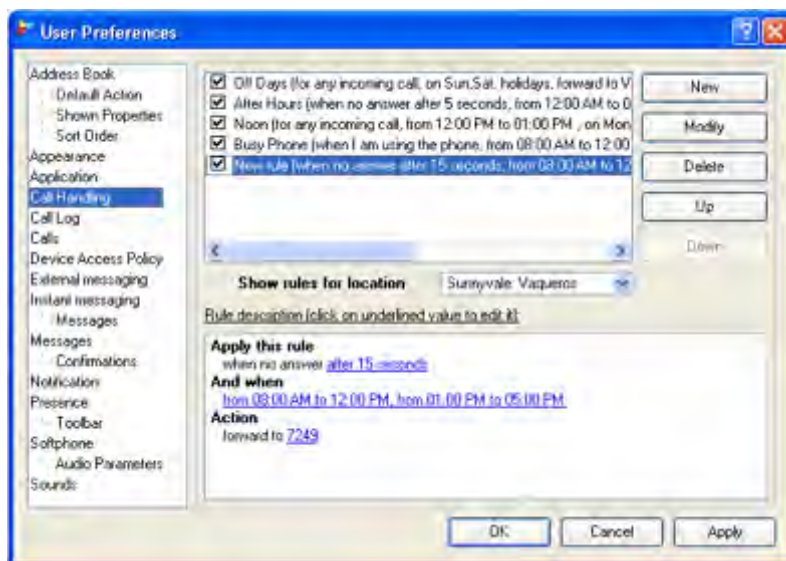 User Preferences
Address Book
Default Action
Shown Properties
Sort Order
Appearance
Application
Call Handling
Call Log
Calls
Device Access Policy
External messaging
Instant messaging
Messages
Messages
Confirmations
Notification
Presence
Toolbar
Softphone
Audio Parameters
Sounds
Off Days (for any incoming call, on Sun,Sat, holidays, forward to V
After Hours (when no answer after 5 seconds, from 12:00 AM to 0
Noon (for any incoming call, from 12:00 PM to 01:00 PM , on Mon
Busy Phone (when I am using the phone, from 08:00 AM to 12:00
New rule (when no answer after 15 seconds, from 08:00 AM to 12
New
Modify
Delete
Up
Down
Show rules for location
Sunnyvale Vaqueros
Rule description (click on underlined value to edit it):
Apply this rule
when no answer after 15 seconds
And when
from 08:00 AM to 12:00 PM, from 01:00 PM to 05:00 PM
Action
forward to 7249
OK
Cancel
Apply